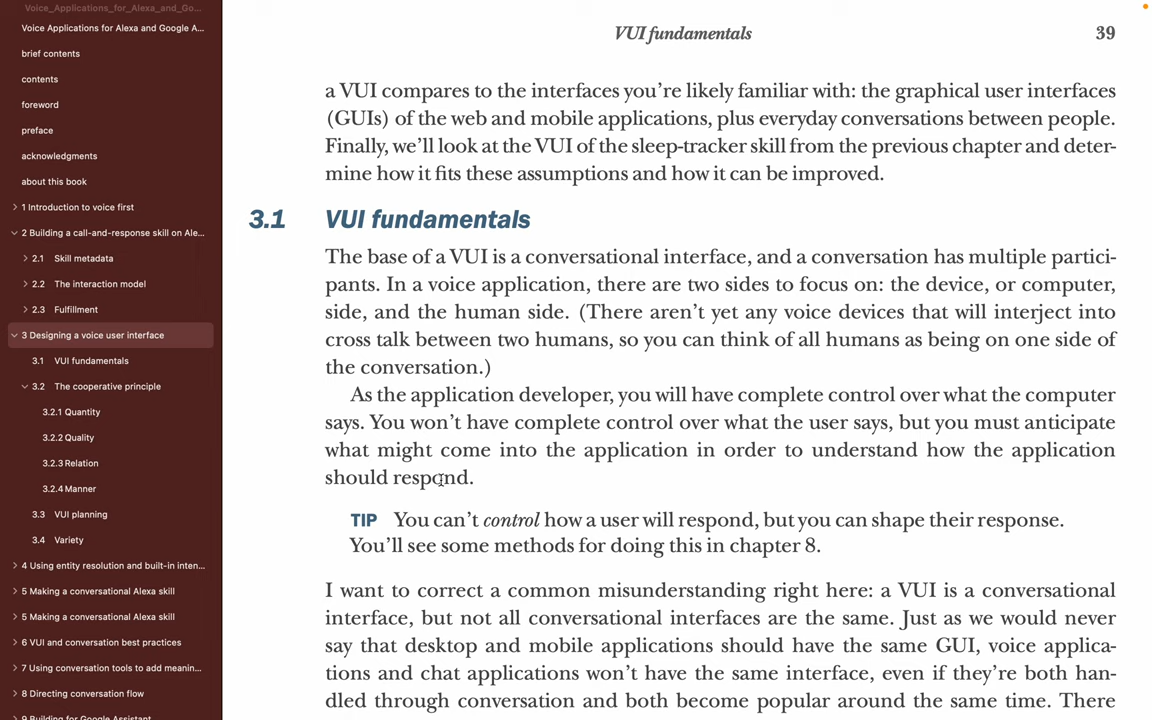 Voice_Applications_for_Alexa_and_Go...
Voice Applications for Alexa and Google A...
brief contents
contents
foreword
preface
acknowledgments
about this book
1 Introduction to voice first
2 Building a call-and-response skill on Ale...
2.1 Skill metadata
2.2 The interaction model
2.3 Fulfillment
3 Designing a voice user interface
3.1 VUI fundamentals
3.2 The cooperative principle
3.2.1 Quantity
3.2.2 Quality
3.2.3 Relation
3.2.4 Manner
3.3 VUI planning
3.4 Variety
4 Using entity resolution and built-in inten...
5 Making a conversational Alexa skill
5 Making a conversational Alexa skill
6 VUI and conversation best practices
7 Using conversation tools to add meanin...
8 Directing conversation flow
9 Building for Google Assistant
VUI fundamentals 39
a VUI compares to the interfaces you're likely familiar with: the graphical user interfaces
(GUIs) of the web and mobile applications, plus everyday conversations between people.
Finally, we'll look at the VUI of the sleep-tracker skill from the previous chapter and deter-
mine how it fits these assumptions and how it can be improved.
3.1 VUI fundamentals
The base of a VUI is a conversational interface, and a conversation has multiple partici-
pants. In a voice application, there are two sides to focus on: the device, or computer,
side, and the human side. (There aren't yet any voice devices that will interject into
cross talk between two humans, so you can think of all humans as being on one side of
the conversation.)
As the application developer, you will have complete control over what the computer
says. You won't have complete control over what the user says, but you must anticipate
what might come into the application in order to understand how the application
should respond.
TIP You can't control how a user will respond, but you can shape their response.
You'll see some methods for doing this in chapter 8.
I want to correct a common misunderstanding right here: a VUI is a conversational
interface, but not all conversational interfaces are the same. Just as we would never
say that desktop and mobile applications should have the same GUI, voice applica-
tions and chat applications won't have the same interface, even if they're both han-
dled through conversation and both become popular around the same time. There